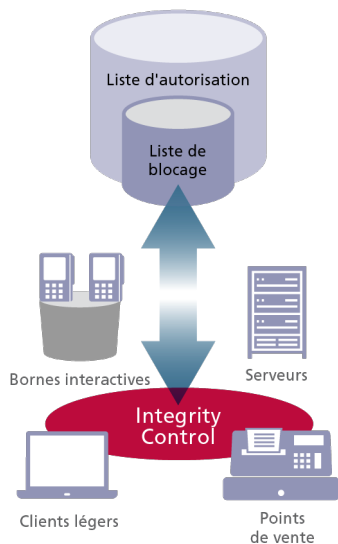 Liste d'autorisation
Liste de
blocage
Bornes interactives
Serveurs
Integrity
Control
Clients légers
Points
de vente